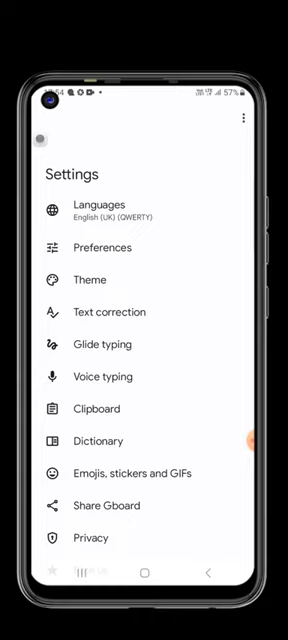 57%
Settings
Languages
English (UK) (QWERTY)
Preferences
Theme
Text correction
Glide typing
Voice typing
Clipboard
Dictionary
Emojis, stickers and GIFs
Share Gboard
Privacy